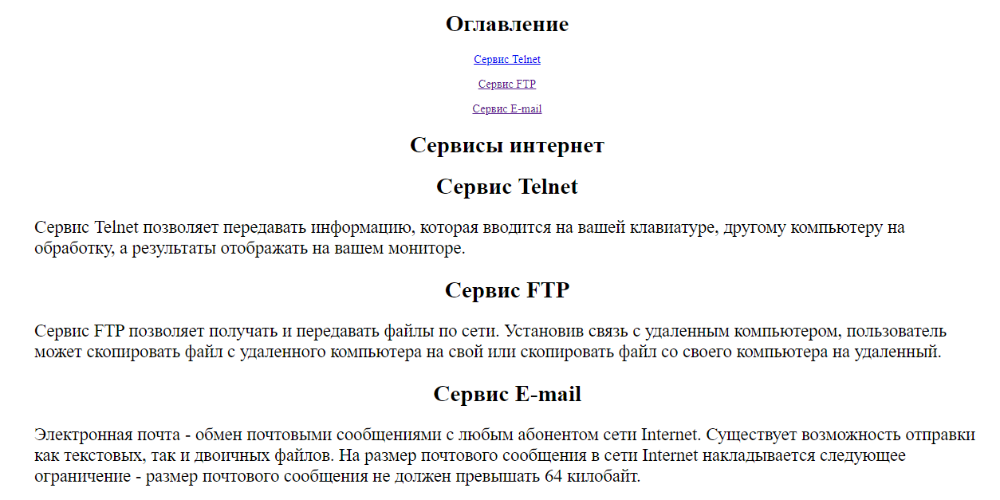 Оглавление
Сервис Telnet
Сервис FTP
Сервис E-mail
Сервисы интернет
Сервис Telnet
Сервис Telnet позволяет передавать информацию, которая вводится на вашей клавиатуре, другому компьютеру на
обработку, а результаты отображать на вашем мониторе.
Сервис FTP
Сервис FTP позволяет получать и передавать файлы по сети. Установив связь с удаленным компьютером, пользователь
может скопировать файл с удаленного компьютера на свой или скопировать файл со своего компьютера на удаленный.
Сервис E-mail
Электронная почта - обмен почтовыми сообщениями с любым абонентом сети Internet. Существует возможность отправки
как текстовых, так и двоичных файлов. На размер почтового сообщения в сети Internet накладывается следующее
ограничение - размер почтового сообщения не должен превышать 64 килобайт.